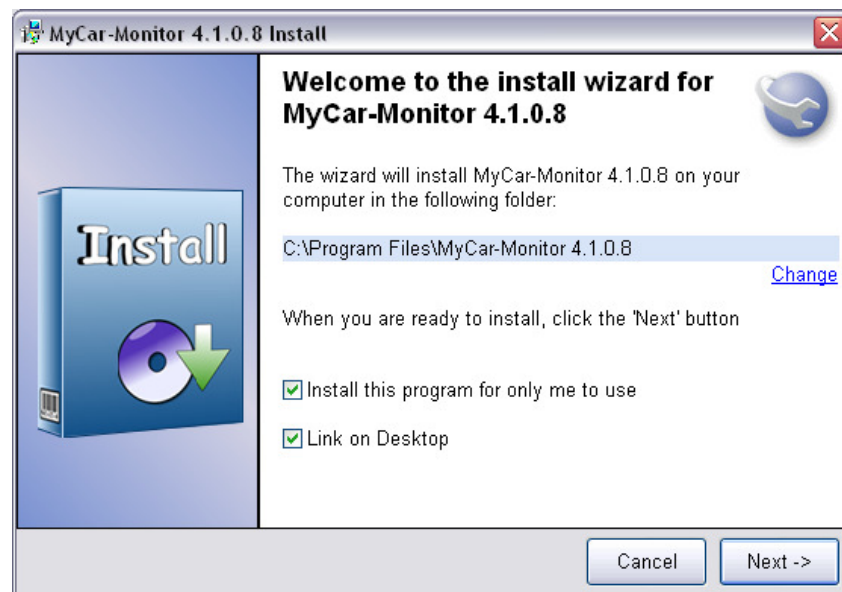 MyCar-Monitor 4.1.0.8 Install
Welcome to the install wizard for
MyCar-Monitor 4.1.0.8
The wizard will install MyCar-Monitor 4.1.0.8 on your
computer in the following folder:
Install
C:\Program Files\MyCar-Monitor 4.1.0.8
Change
When you are ready to install, click the 'Next' button
Install this program for only me to use
Link on Desktop
Cancel
Next ->